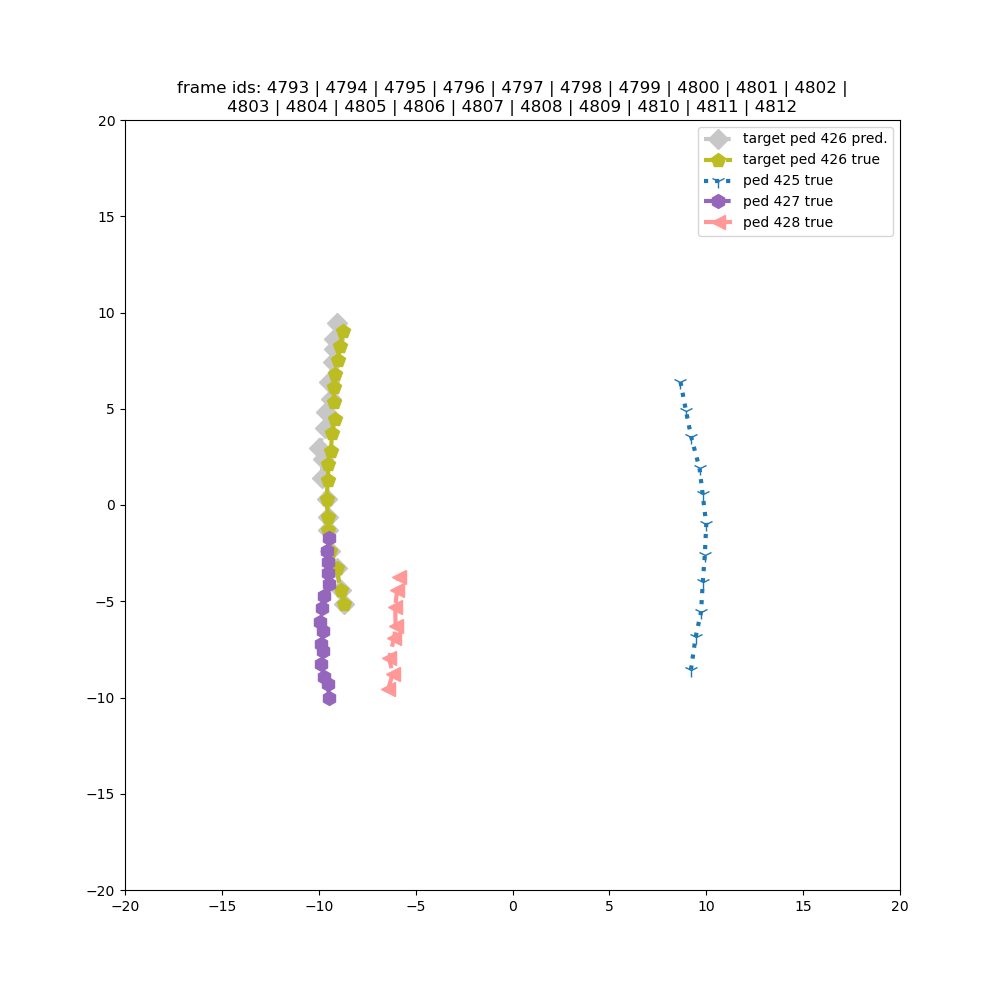 frame ids: 4793 | 4794 | 4795 | 4796 | 4797 | 4798 | 4799 | 4800 | 4801 | 4802 |
4803 | 4804 | 4805 | 4806 | 4807 | 4808 | 4809 | 4810 | 4811 | 4812
target ped 426 pred.
target ped 426 true
ped 425 true
ped 427 true
ped 428 true
20
15
10
5
0
−5
−10
−15
−20
−20 −15 −10 −5 0 5 10 15 20